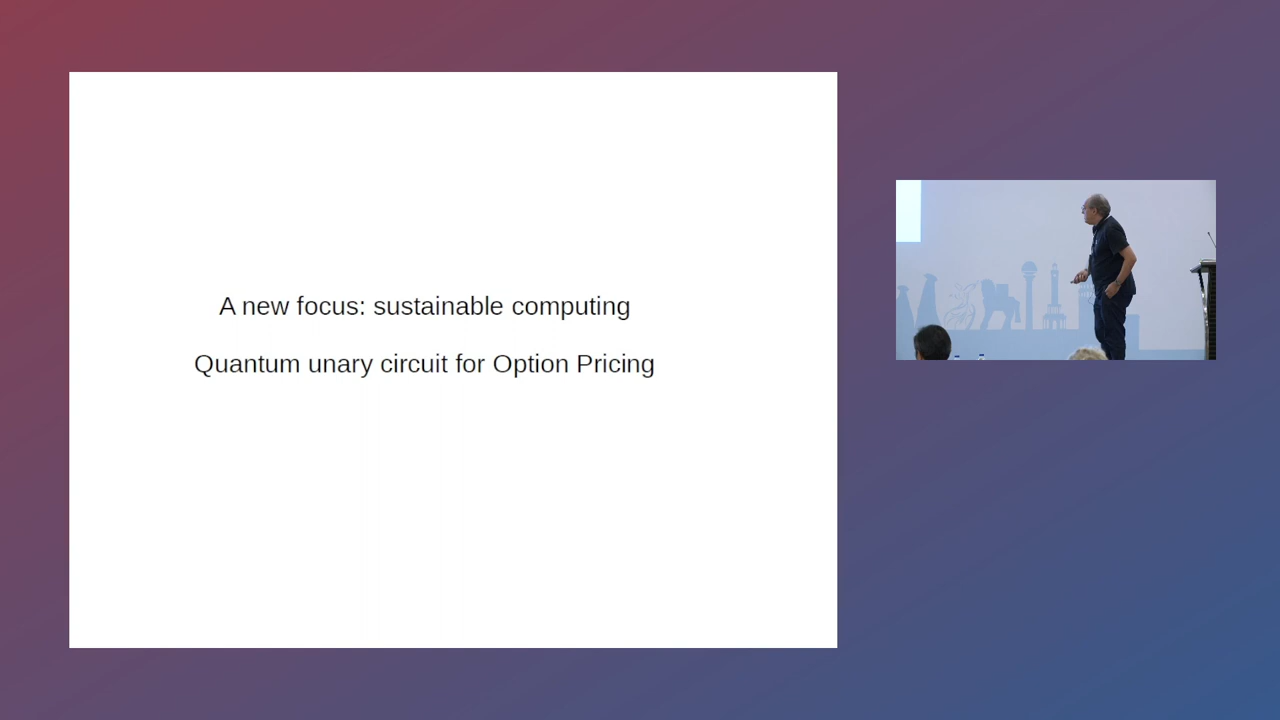 A new focus: sustainable computing
Quantum unary circuit for Option Pricing